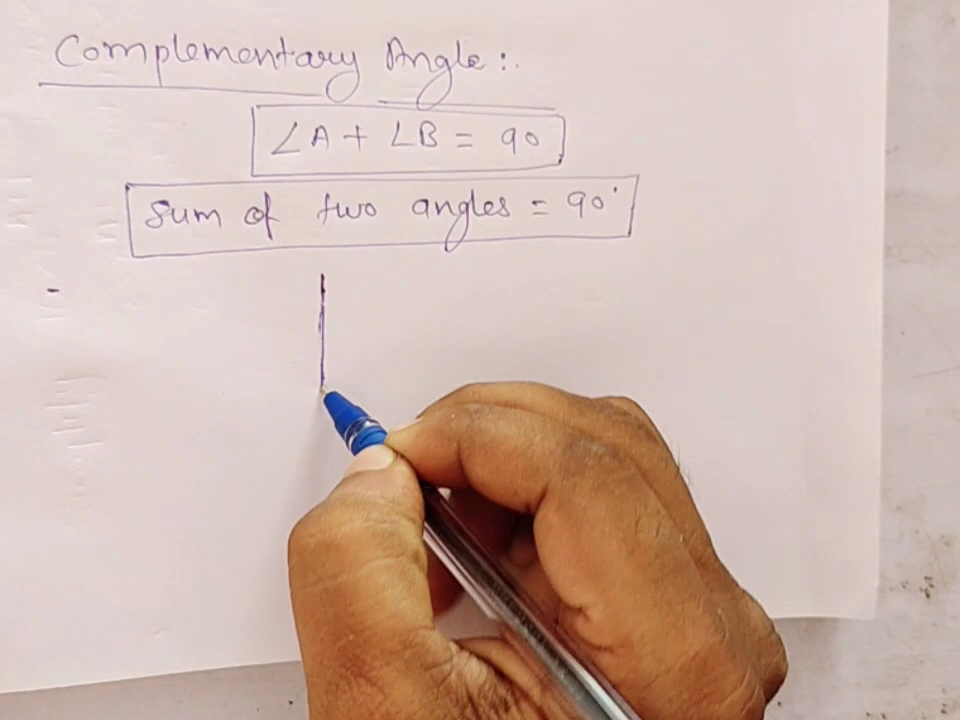 Complementary Angle :.
∠A + ∠B = 90
sum of two angles = 90°